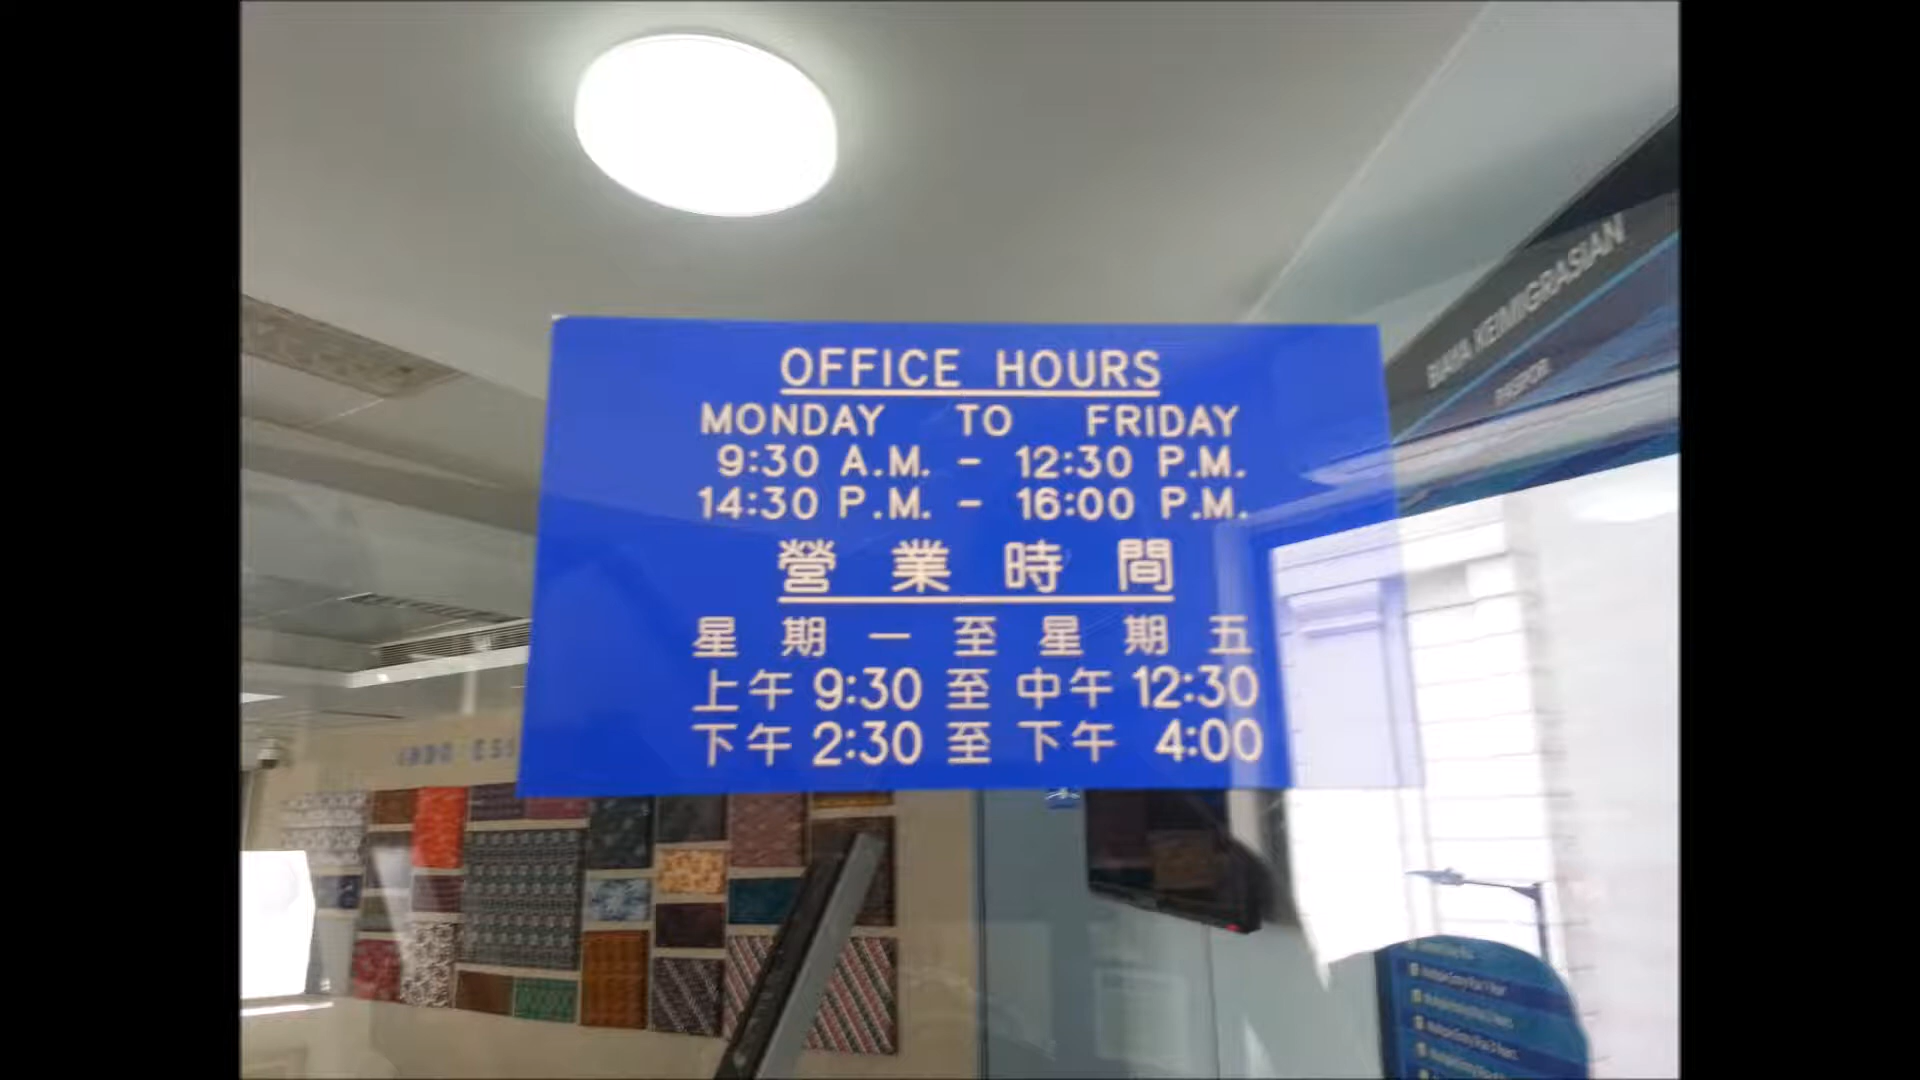 OFFICE HOURS
MONDAY TO FRIDAY
9:30 A.M. - 12:30 P.M.
14:30 P.M. - 16:00 P.M.
營業時間
星期一至星期五
上午 9:30 至 中午 12:30
下午 2:30 至 下午 4:00
BIAYA KEIMIGRASIAN
PASPOR